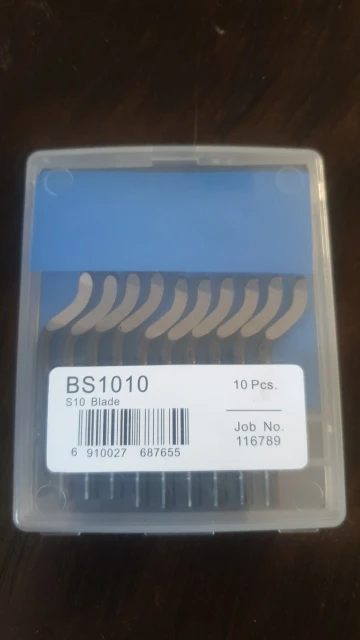 BS1010
S10 Blade
10 Pcs.
Job No.
116789
6 910027 687655